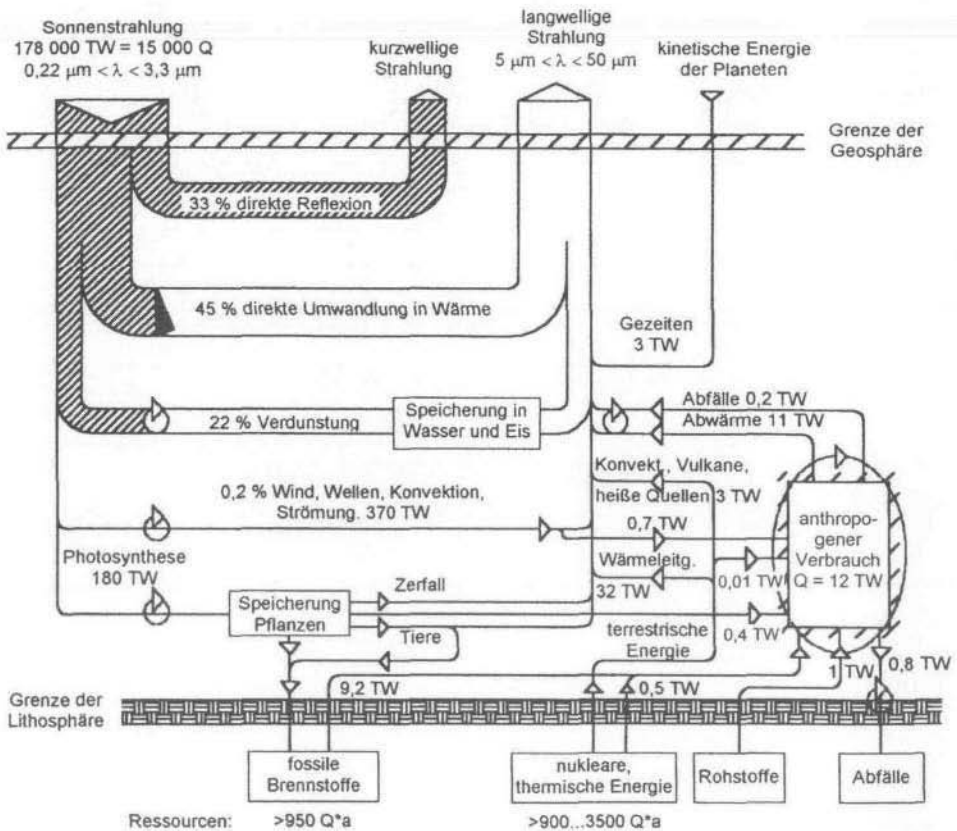 Sonnenstrahlung
178 000 TW = 15 000 Q
0,22 µm < λ < 3,3 µm
kurzwellige
Strahlung
langwellige
Strahlung
5 µm < λ < 50 µm
kinetische Energie
der Planeten
Grenze der
Geosphäre
33 % direkte Reflexion
45 % direkte Umwandlung in Wärme
Gezeiten
3 TW
22 % Verdunstung
Speicherung in
Wasser und Eis
Abfälle 0,2 TW
Abwärme 11 TW
Konvekt., Vulkane,
heiße Quellen 3 TW
0,2 % Wind, Wellen, Konvektion,
Strömung. 370 TW
0,7 TW
anthropo-
gener
Verbrauch
Q = 12 TW
Photosynthese
180 TW
Wärmeleitg.
32 TW
0,01 TW
Zerfall
Speicherung
Pflanzen
Tiere
0,4 TW
terrestrische
Energie
9,2 TW
0,5 TW
1 TW
0,8 TW
Grenze der
Lithosphäre
fossile
Brennstoffe
nukleare,
thermische Energie
Rohstoffe
Abfälle
Ressourcen: >950 Q*a >900...3500 Q*a